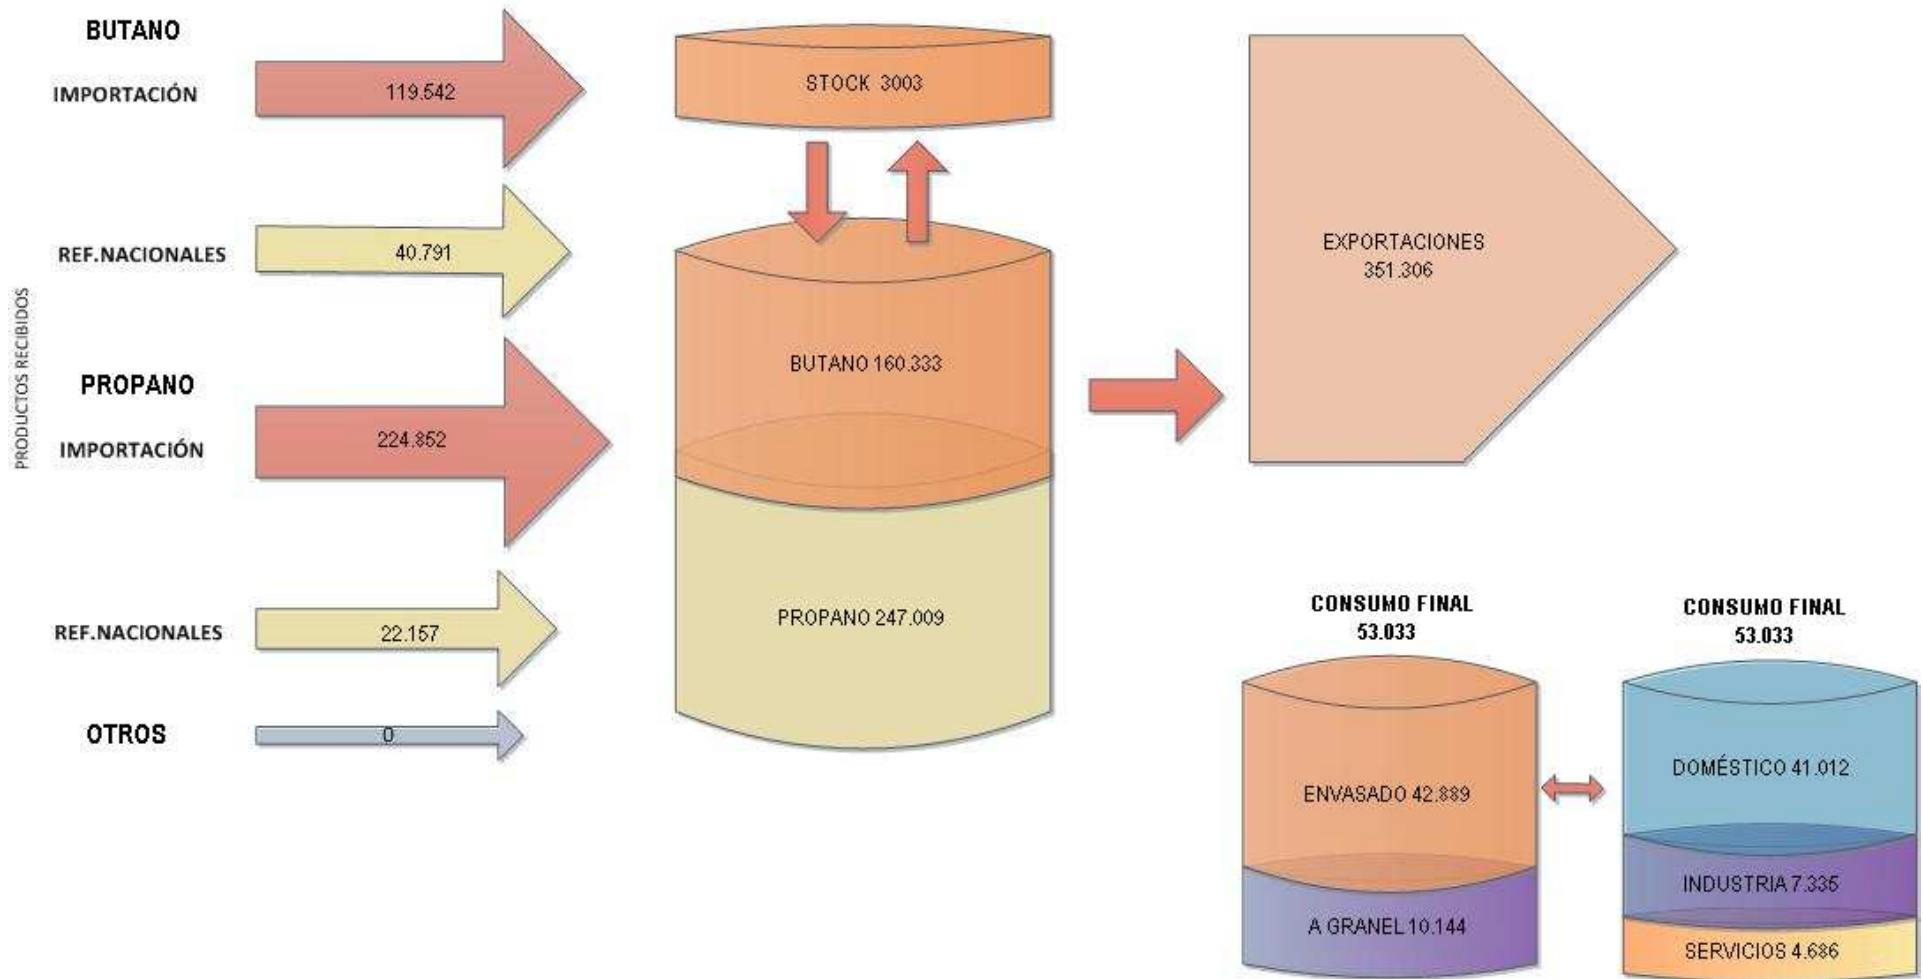 PRODUCTOS RECIBIDOS
BUTANO
IMPORTACIÓN
119.542
REF.NACIONALES
40.791
PROPANO
IMPORTACIÓN
224.852
REF.NACIONALES
22.157
OTROS
0
STOCK 3003
BUTANO 160.333
PROPANO 247.009
EXPORTACIONES
351.306
CONSUMO FINAL
53.033
ENVASADO 42.889
A GRANEL 10.144
CONSUMO FINAL
53.033
DOMÉSTICO 41.012
INDUSTRIA 7.335
SERVICIOS 4.686